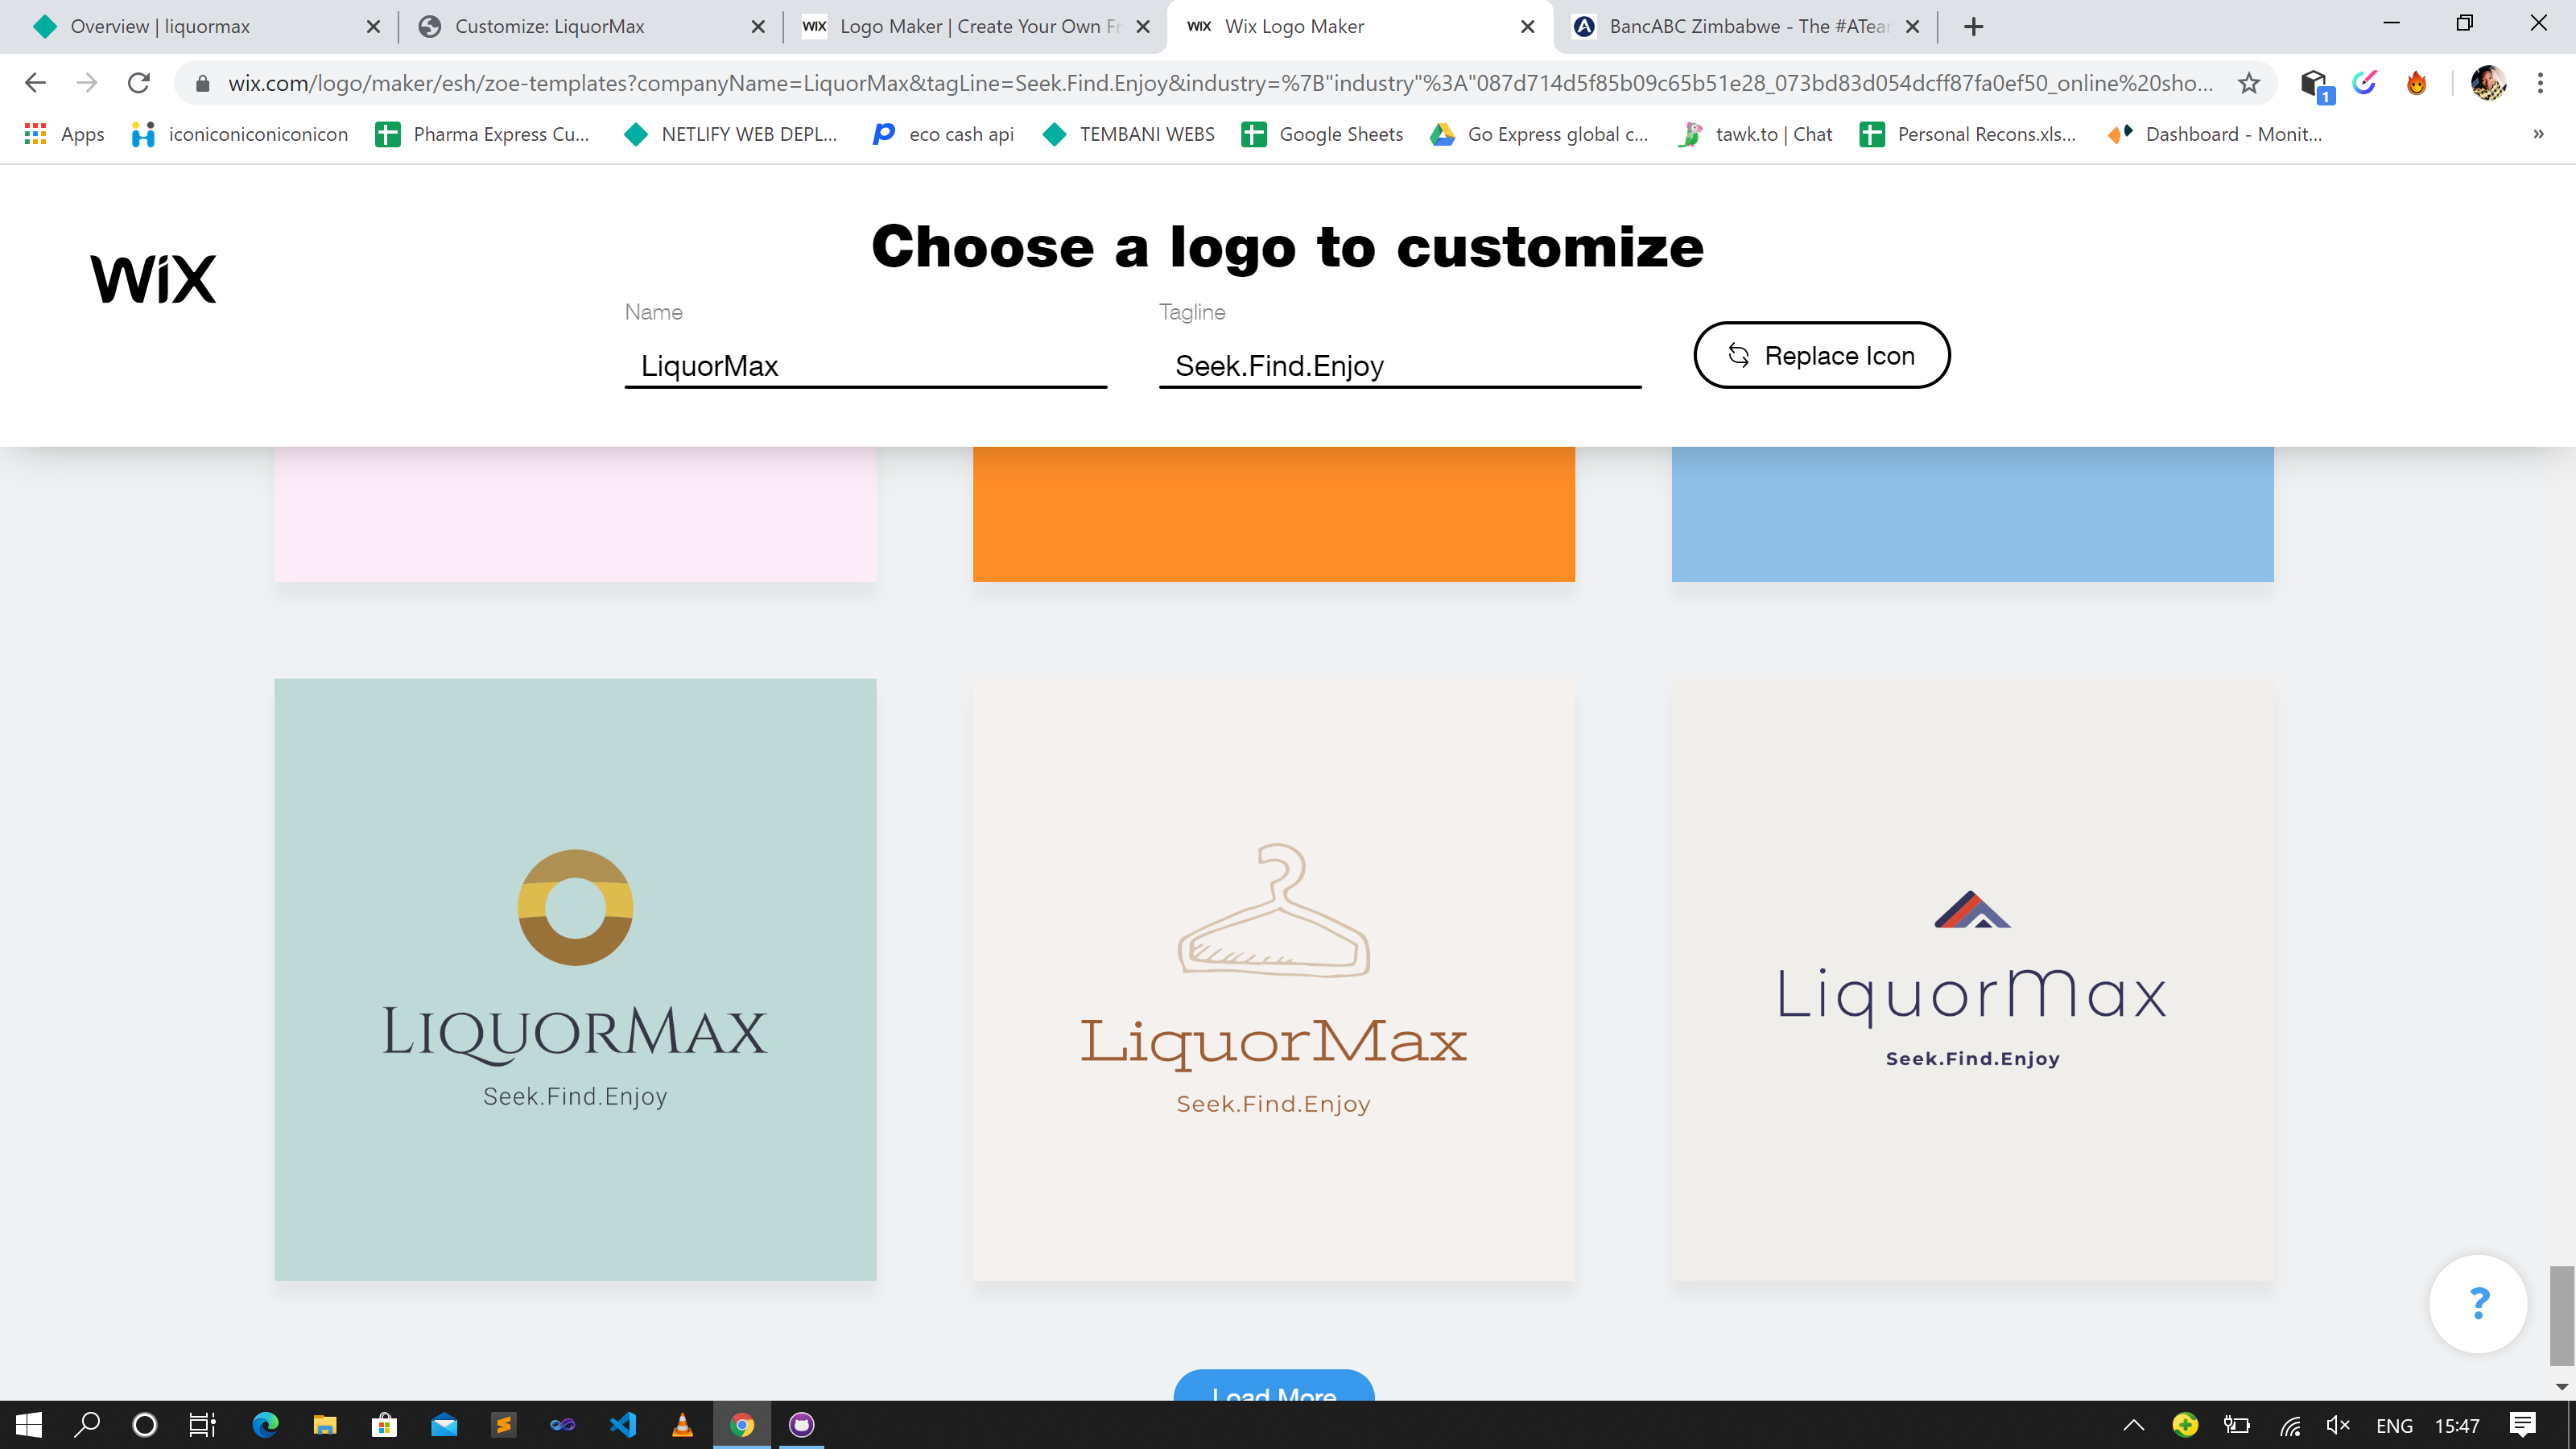 Overview | liquormax
Customize: LiquorMax
WIX Logo Maker | Create Your Own Fr
WIX Wix Logo Maker
BancABC Zimbabwe - The #ATear
wix.com/logo/maker/esh/zoe-templates?companyName=LiquorMax&tagLine=Seek.Find.Enjoy&industry=%7B"industry"%3A"087d714d5f85b09c65b51e28_073bd83d054dcff87fa0ef50_online%20sho...
1
Apps
iconiconiconiconicon
Pharma Express Cu...
NETLIFY WEB DEPL...
eco cash api
TEMBANI WEBS
Google Sheets
Go Express global c...
tawk.to | Chat
Personal Recons.xls...
Dashboard - Monit...
»
WIX
Choose a logo to customize
Name
LiquorMax
Tagline
Seek.Find.Enjoy
Replace Icon
LIQUORMAX
Seek.Find.Enjoy
LiquorMax
Seek.Find.Enjoy
LiquorMax
Seek.Find.Enjoy
?
Load More
ENG
15:47